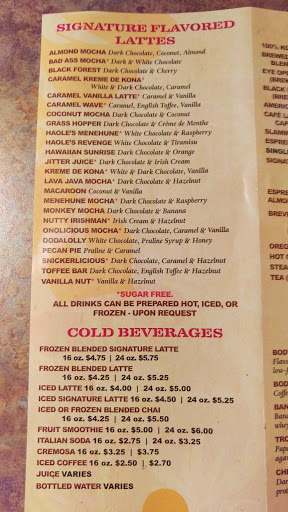 SIGNATURE FLAVORED
LATTES
ALMOND MOCHA Dark Chocolate, Coconut, Almond
BAD ASS MOCHA* Dark & White Chocolate
BLACK FOREST Dark Chocolate & Cherry
CARAMEL KREME DE KONA*
White & Dark Chocolate, Caramel
CARAMEL VANILLA LATTE* Caramel & Vanilla
CARAMEL WAVE* Caramel, English Toffee, Vanilla
COCONUT MOCHA Dark Chocolate & Coconut
GRASS HOPPER Dark Chocolate & Crème de Menthe
HAOLE'S MENEHUNE* White Chocolate & Raspberry
HAOLE'S REVENGE White Chocolate & Tiramisu
HAWAIIAN SUNRISE Dark Chocolate & Orange
JITTER JUICE* Dark Chocolate & Irish Cream
KREME DE KONA* White & Dark Chocolate, Vanilla
LAVA JAVA MOCHA* Dark Chocolate & Hazelnut
MACAROON Coconut & Vanilla
MENEHUNE MOCHA* Dark Chocolate & Raspberry
MONKEY MOCHA Dark Chocolate & Banana
NUTTY IRISHMAN* Irish Cream & Hazelnut
ONOLICIOUS MOCHA* Dark Chocolate, Caramel & Vanilla
DODALOLLY White Chocolate, Praline Syrup & Honey
PECAN PIE Praline & Caramel
SNICKERLICIOUS* Dark Chocolate, Caramel & Hazelnut
TOFFEE BAR Dark Chocolate, English Toffee & Hazelnut
VANILLA NUT* Vanilla & Hazelnut
*SUGAR FREE.
ALL DRINKS CAN BE PREPARED HOT, ICED, OR
FROZEN - UPON REQUEST
COLD BEVERAGES
FROZEN BLENDED SIGNATURE LATTE
16 oz. $4.75 | 24 oz. $5.75
FROZEN BLENDED LATTE
16 oz. $4.25 | 24 oz. $5.25
ICED LATTE 16 oz. $4.00 | 24 oz. $5.00
ICED SIGNATURE LATTE 16 oz. $4.50 | 24 oz. $5.25
ICED OR FROZEN BLENDED CHAI
16 oz. $4.25 | 24 oz. $5.50
FRUIT SMOOTHIE 16 oz. $5.00 | 24 oz. $6.00
ITALIAN SODA 16 oz. $2.75 | 24 oz. $3.25
CREMOSA 16 oz. $3.25 | $3.75
ICED COFFEE 16 oz. $2.50 | $2.70
JUICE VARIES
BOTTLED WATER VARIES